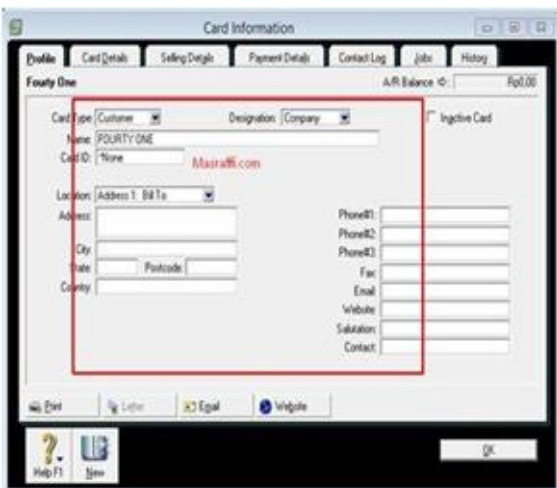 Card Information
Profile Card Details Selling Details Payment Details Contact Log Jobs History
Fourty One A/R Balance Rp0.00
Card Type: Customer Designation: Company Inactive Card
Name: FOURTY ONE
Card ID: *None
Masraffi.com
Location: Address 1: Bill To
Address: Phone#1:
Phone#2:
Phone#3:
City: Fax:
State: Postcode: Email:
Country: Website:
Salutation:
Contact:
Print Letter Email Website
Help F1 New OK